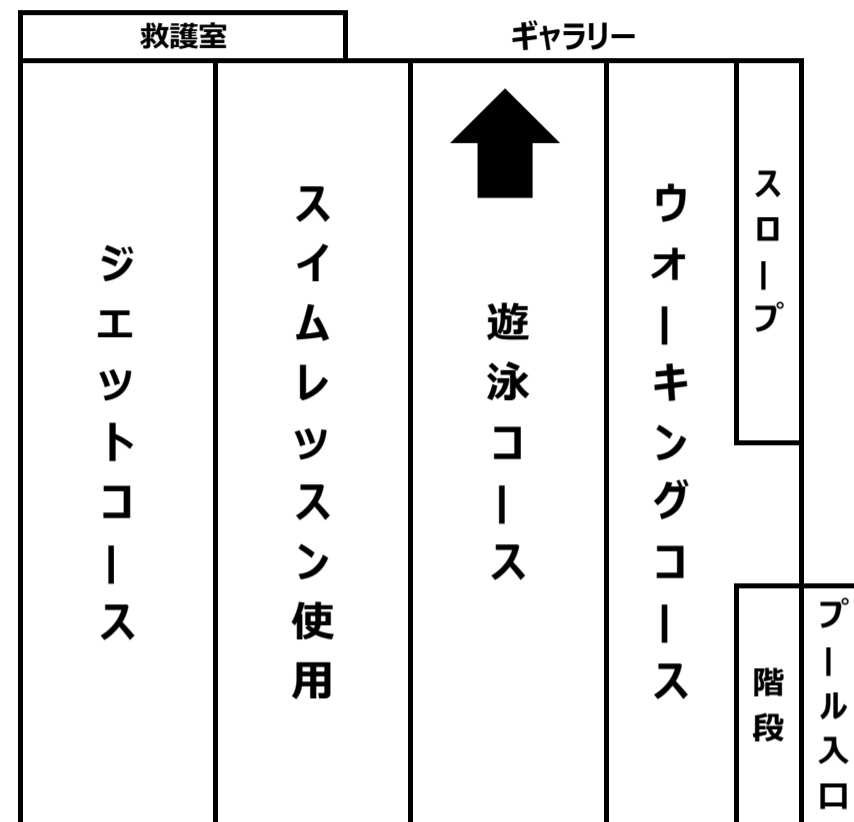 救護室
ギャラリー
ジエットコース
スイムレッスン使用
遊泳コース
ウオーキングコース
スロープ
階段
プール入口